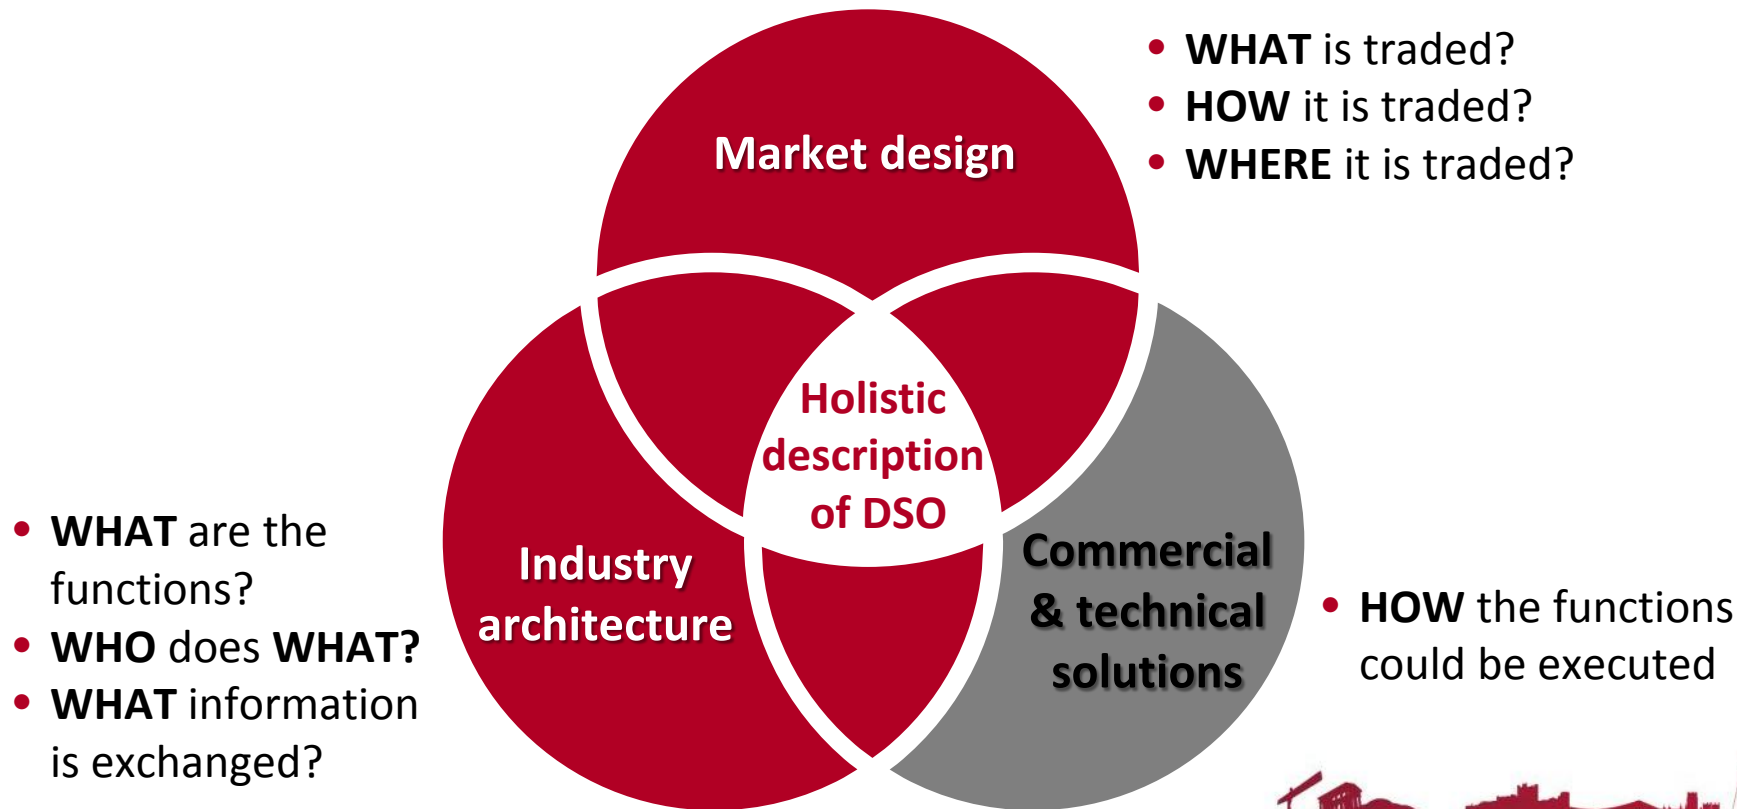 • WHAT is traded?
• HOW it is traded?
• WHERE it is traded?
Market design
Holistic
description
of DSO
• WHAT are the
functions?
• WHO does WHAT?
• WHAT information
is exchanged?
Industry
architecture
Commercial
& technical
solutions
• HOW the functions
could be executed